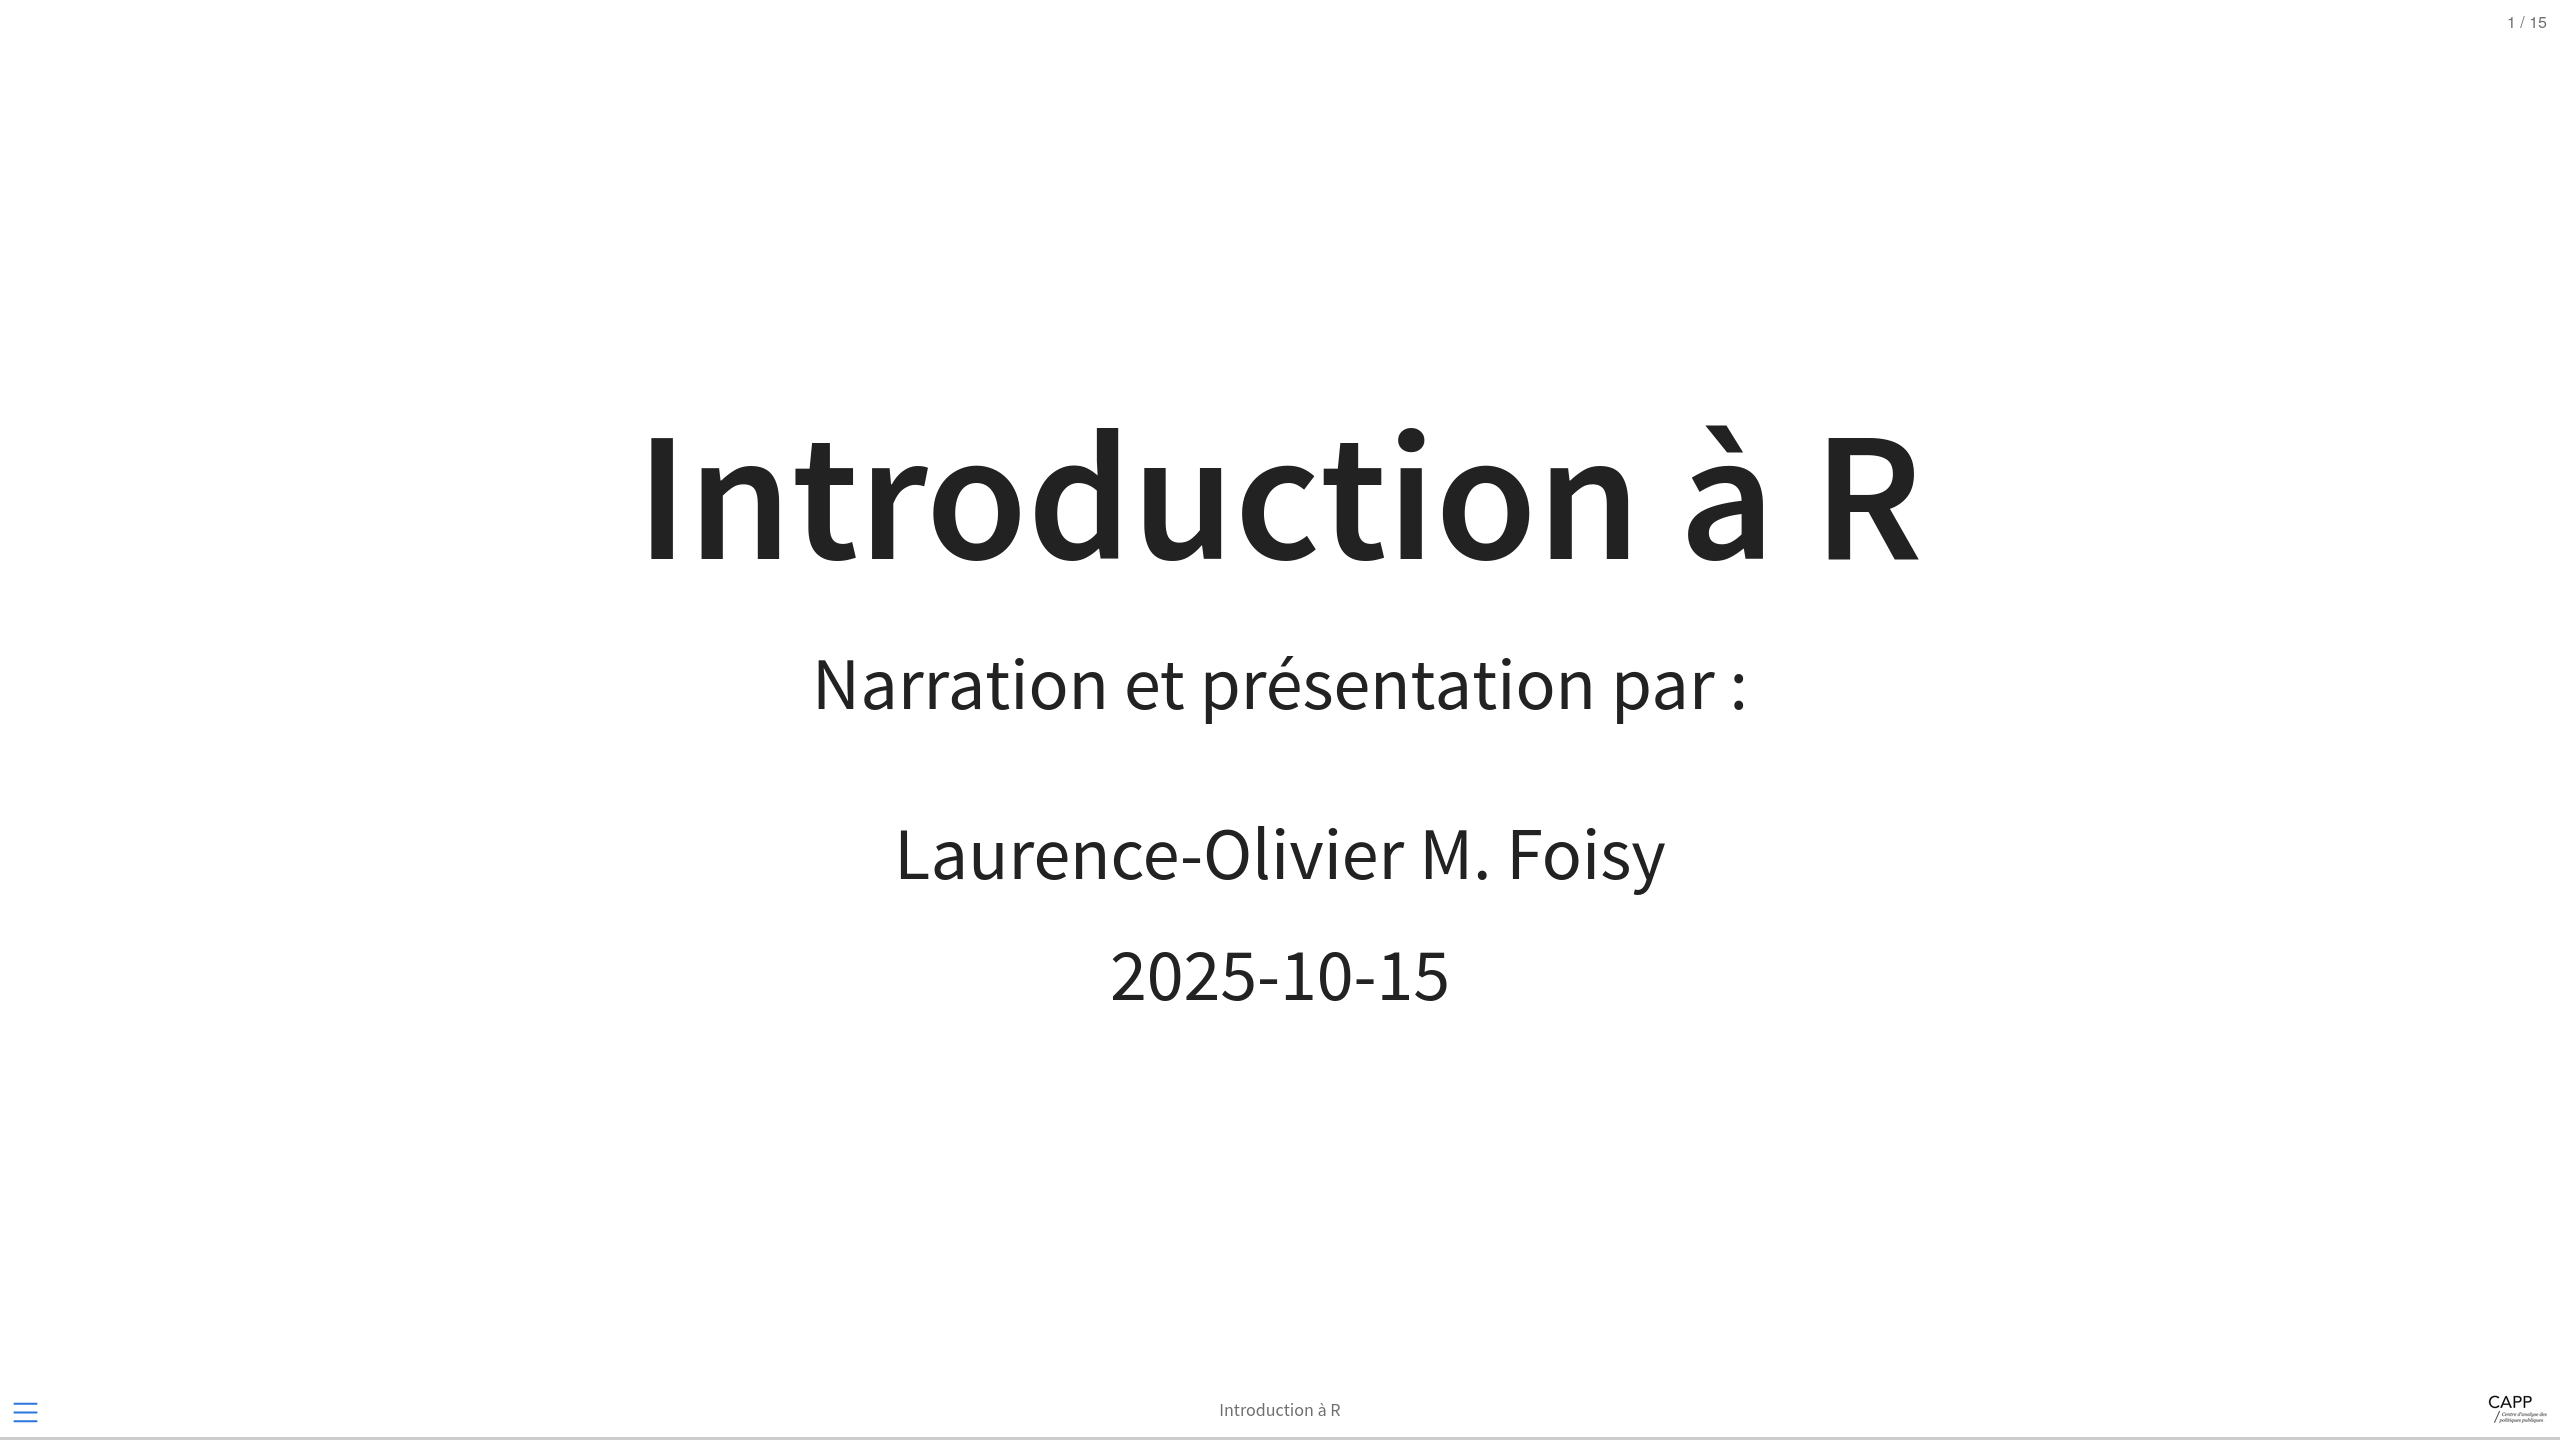 1 / 15
Introduction à R
Narration et présentation par :
Laurence-Olivier M. Foisy
2025-10-15
Introduction à R
CAPP
Centre d'analyse des
politiques publiques